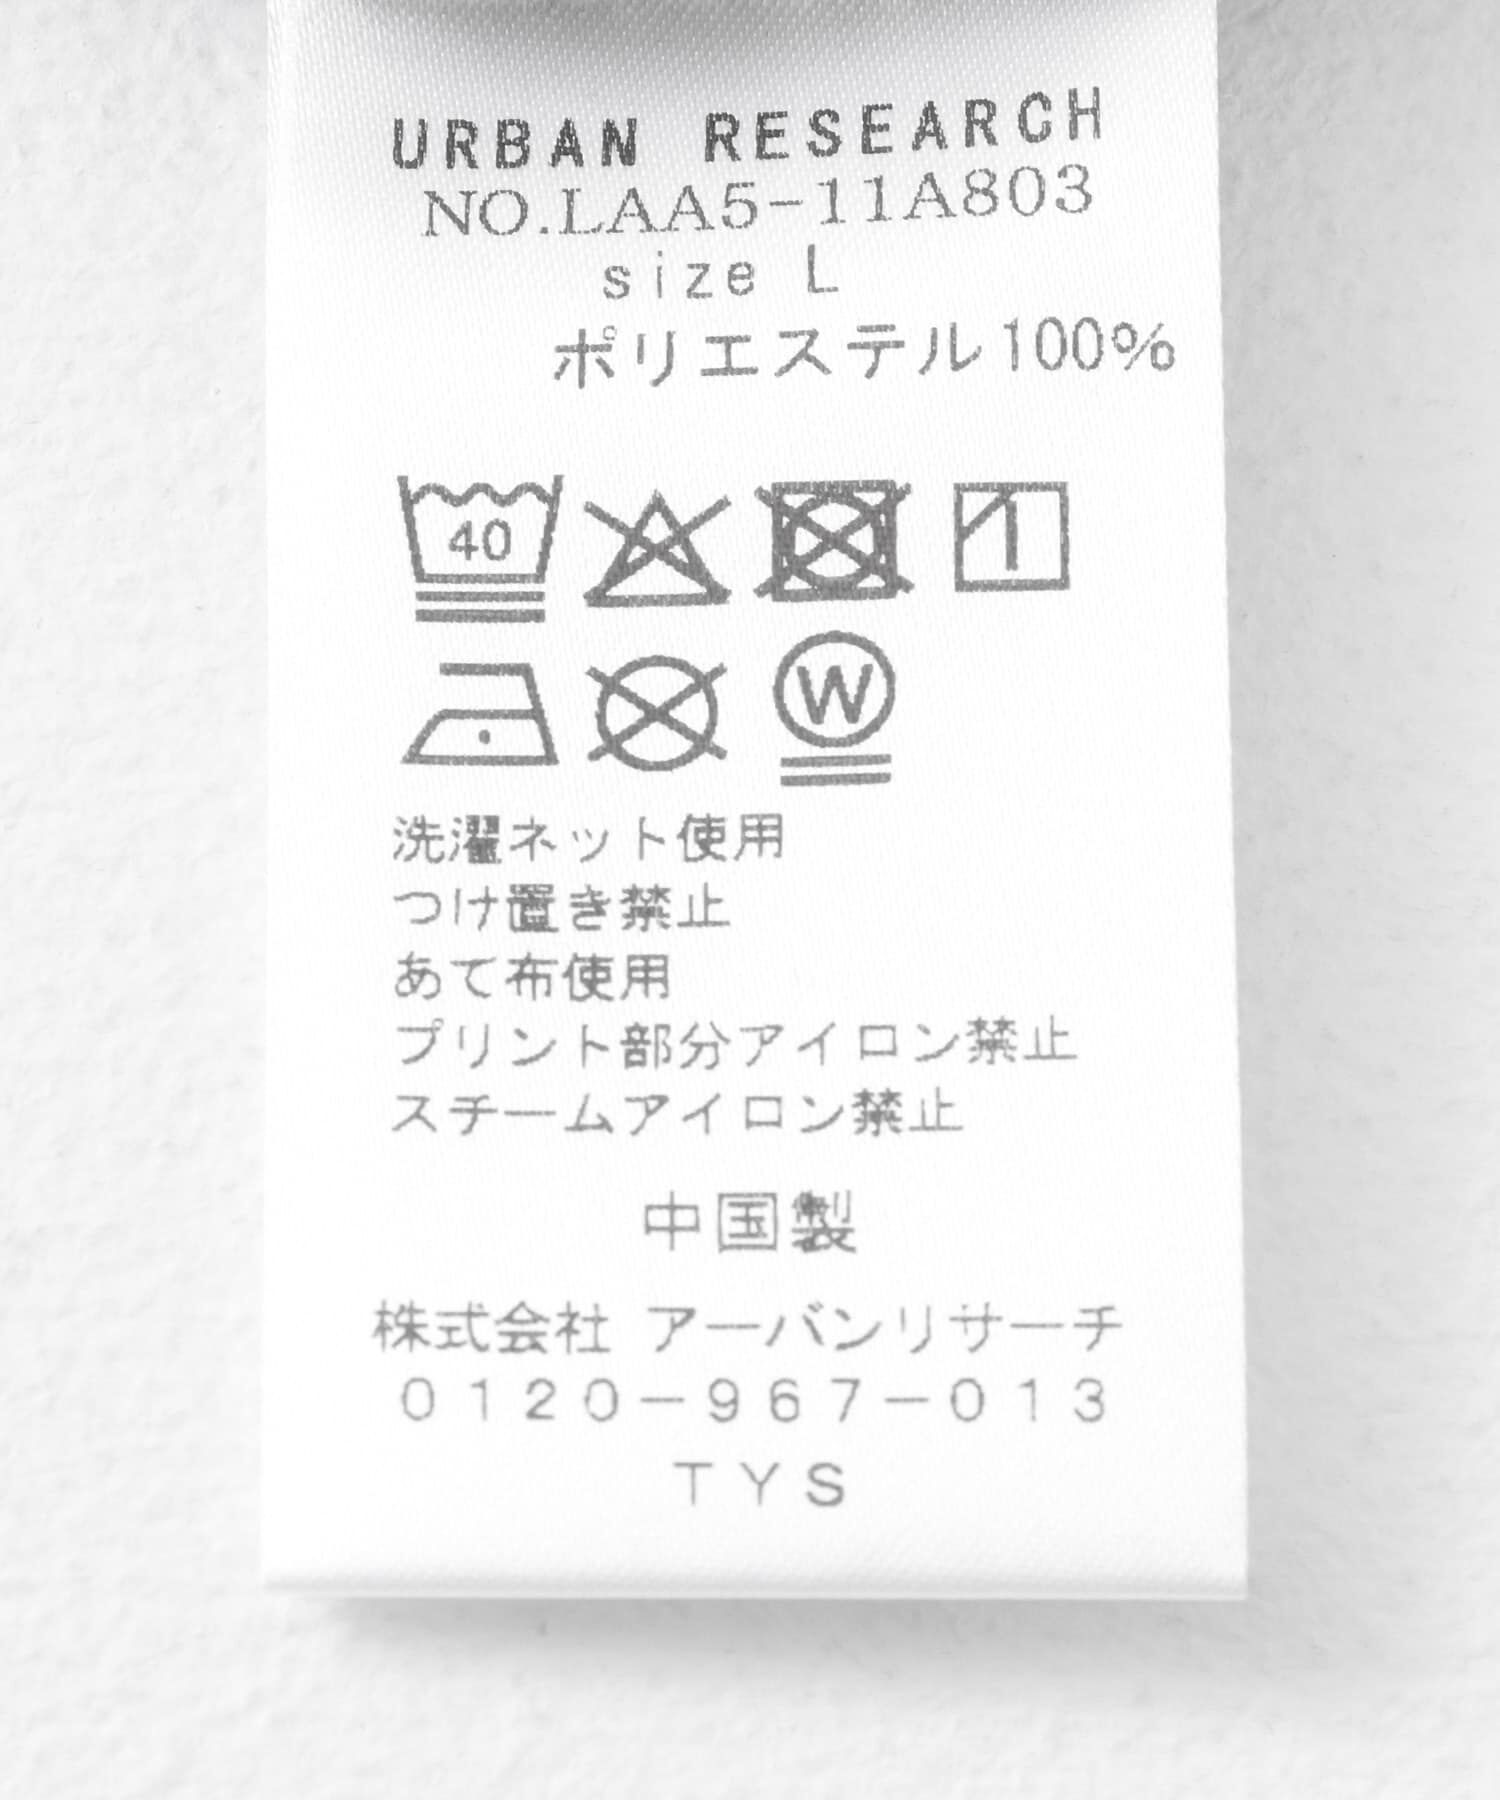 URBAN RESEARCH
NO.LAA5-11A803
size L
ポリエステル100%
40
W
洗濯ネット使用
つけ置き禁止
あて布使用
プリント部分アイロン禁止
スチームアイロン禁止
中国製
株式会社 アーバンリサーチ
0120-967-013
TYS